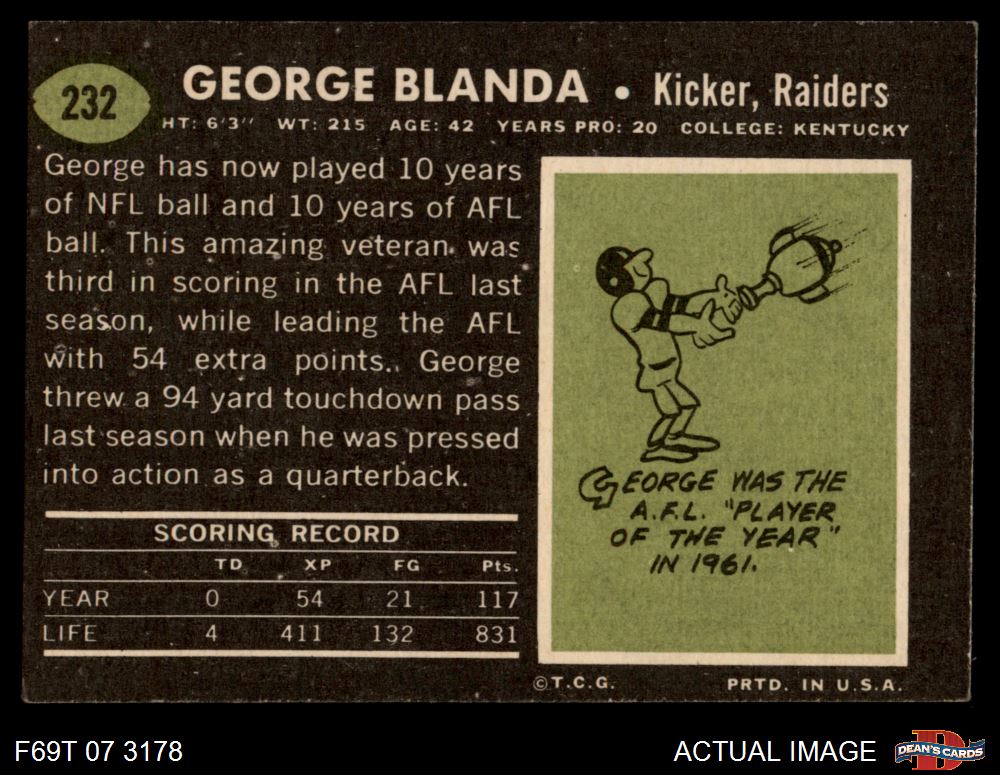 232
GEORGE BLANDA • Kicker, Raiders
HT: 6'3" WT: 215 AGE: 42 YEARS PRO: 20 COLLEGE: KENTUCKY
George has now played 10 years
of NFL ball and 10 years of AFL
ball. This amazing veteran was
third in scoring in the AFL last
season, while leading the AFL
with 54 extra points. George
threw a 94 yard touchdown pass
last season when he was pressed
into action as a quarterback.
SCORING RECORD
TD XP FG Pts.
YEAR 0 54 21 117
LIFE 4 411 132 831
GEORGE WAS THE
A.F.L. "PLAYER
OF THE YEAR"
IN 1961.
©T.C.G. PRTD. IN U.S.A.
F69T 07 3178
ACTUAL IMAGE
DEAN'S CARDS